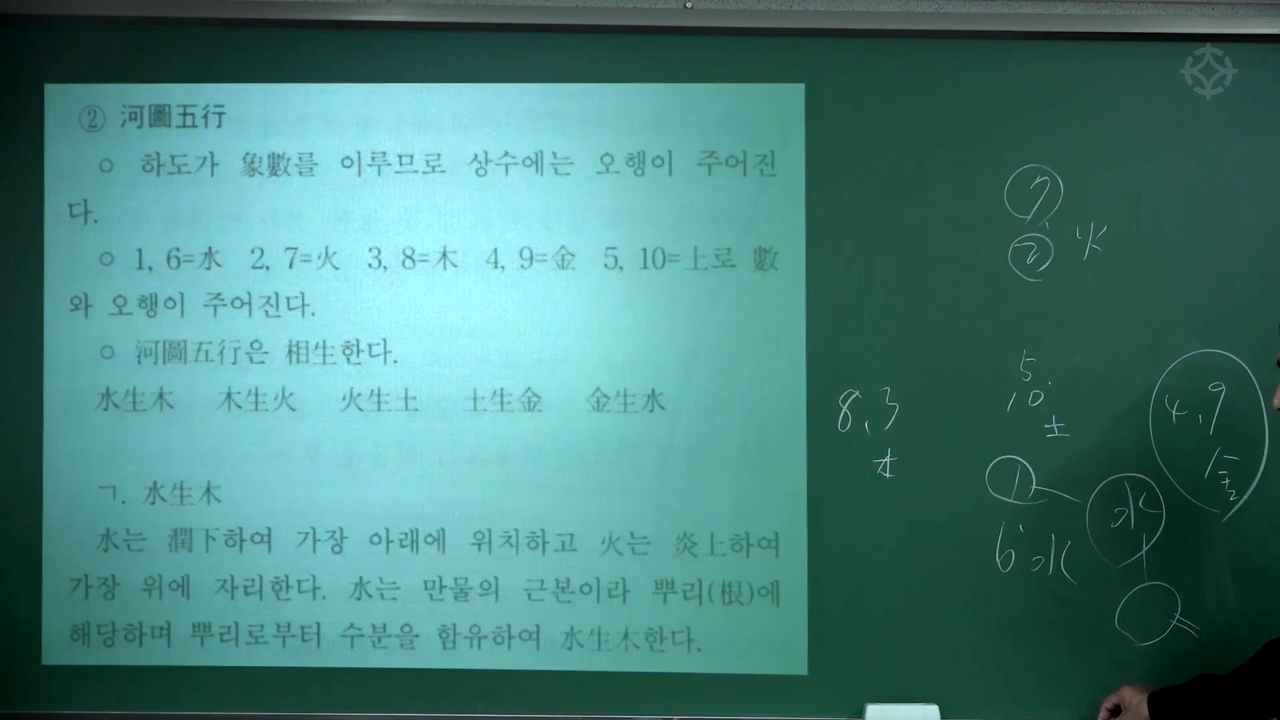 ② 河圖五行
○ 하도가 象數를 이루므로 상수에는 오행이 주어진
다.
○ 1, 6=水 2, 7=火 3, 8=木 4, 9=金 5, 10=土로 數
와 오행이 주어진다.
○ 河圖五行은 相生한다.
水生木 木生火 火生土 土生金 金生水
ㄱ. 水生木
水는 潤下하여 가장 아래에 위치하고 火는 炎上하여
가장 위에 자리한다. 水는 만물의 근본이라 뿌리(根)에
해당하며 뿌리로부터 수분을 함유하여 水生木한다.
7
2 火
5.
10
土
8, 3
木
4, 9
金
1
6 水
水